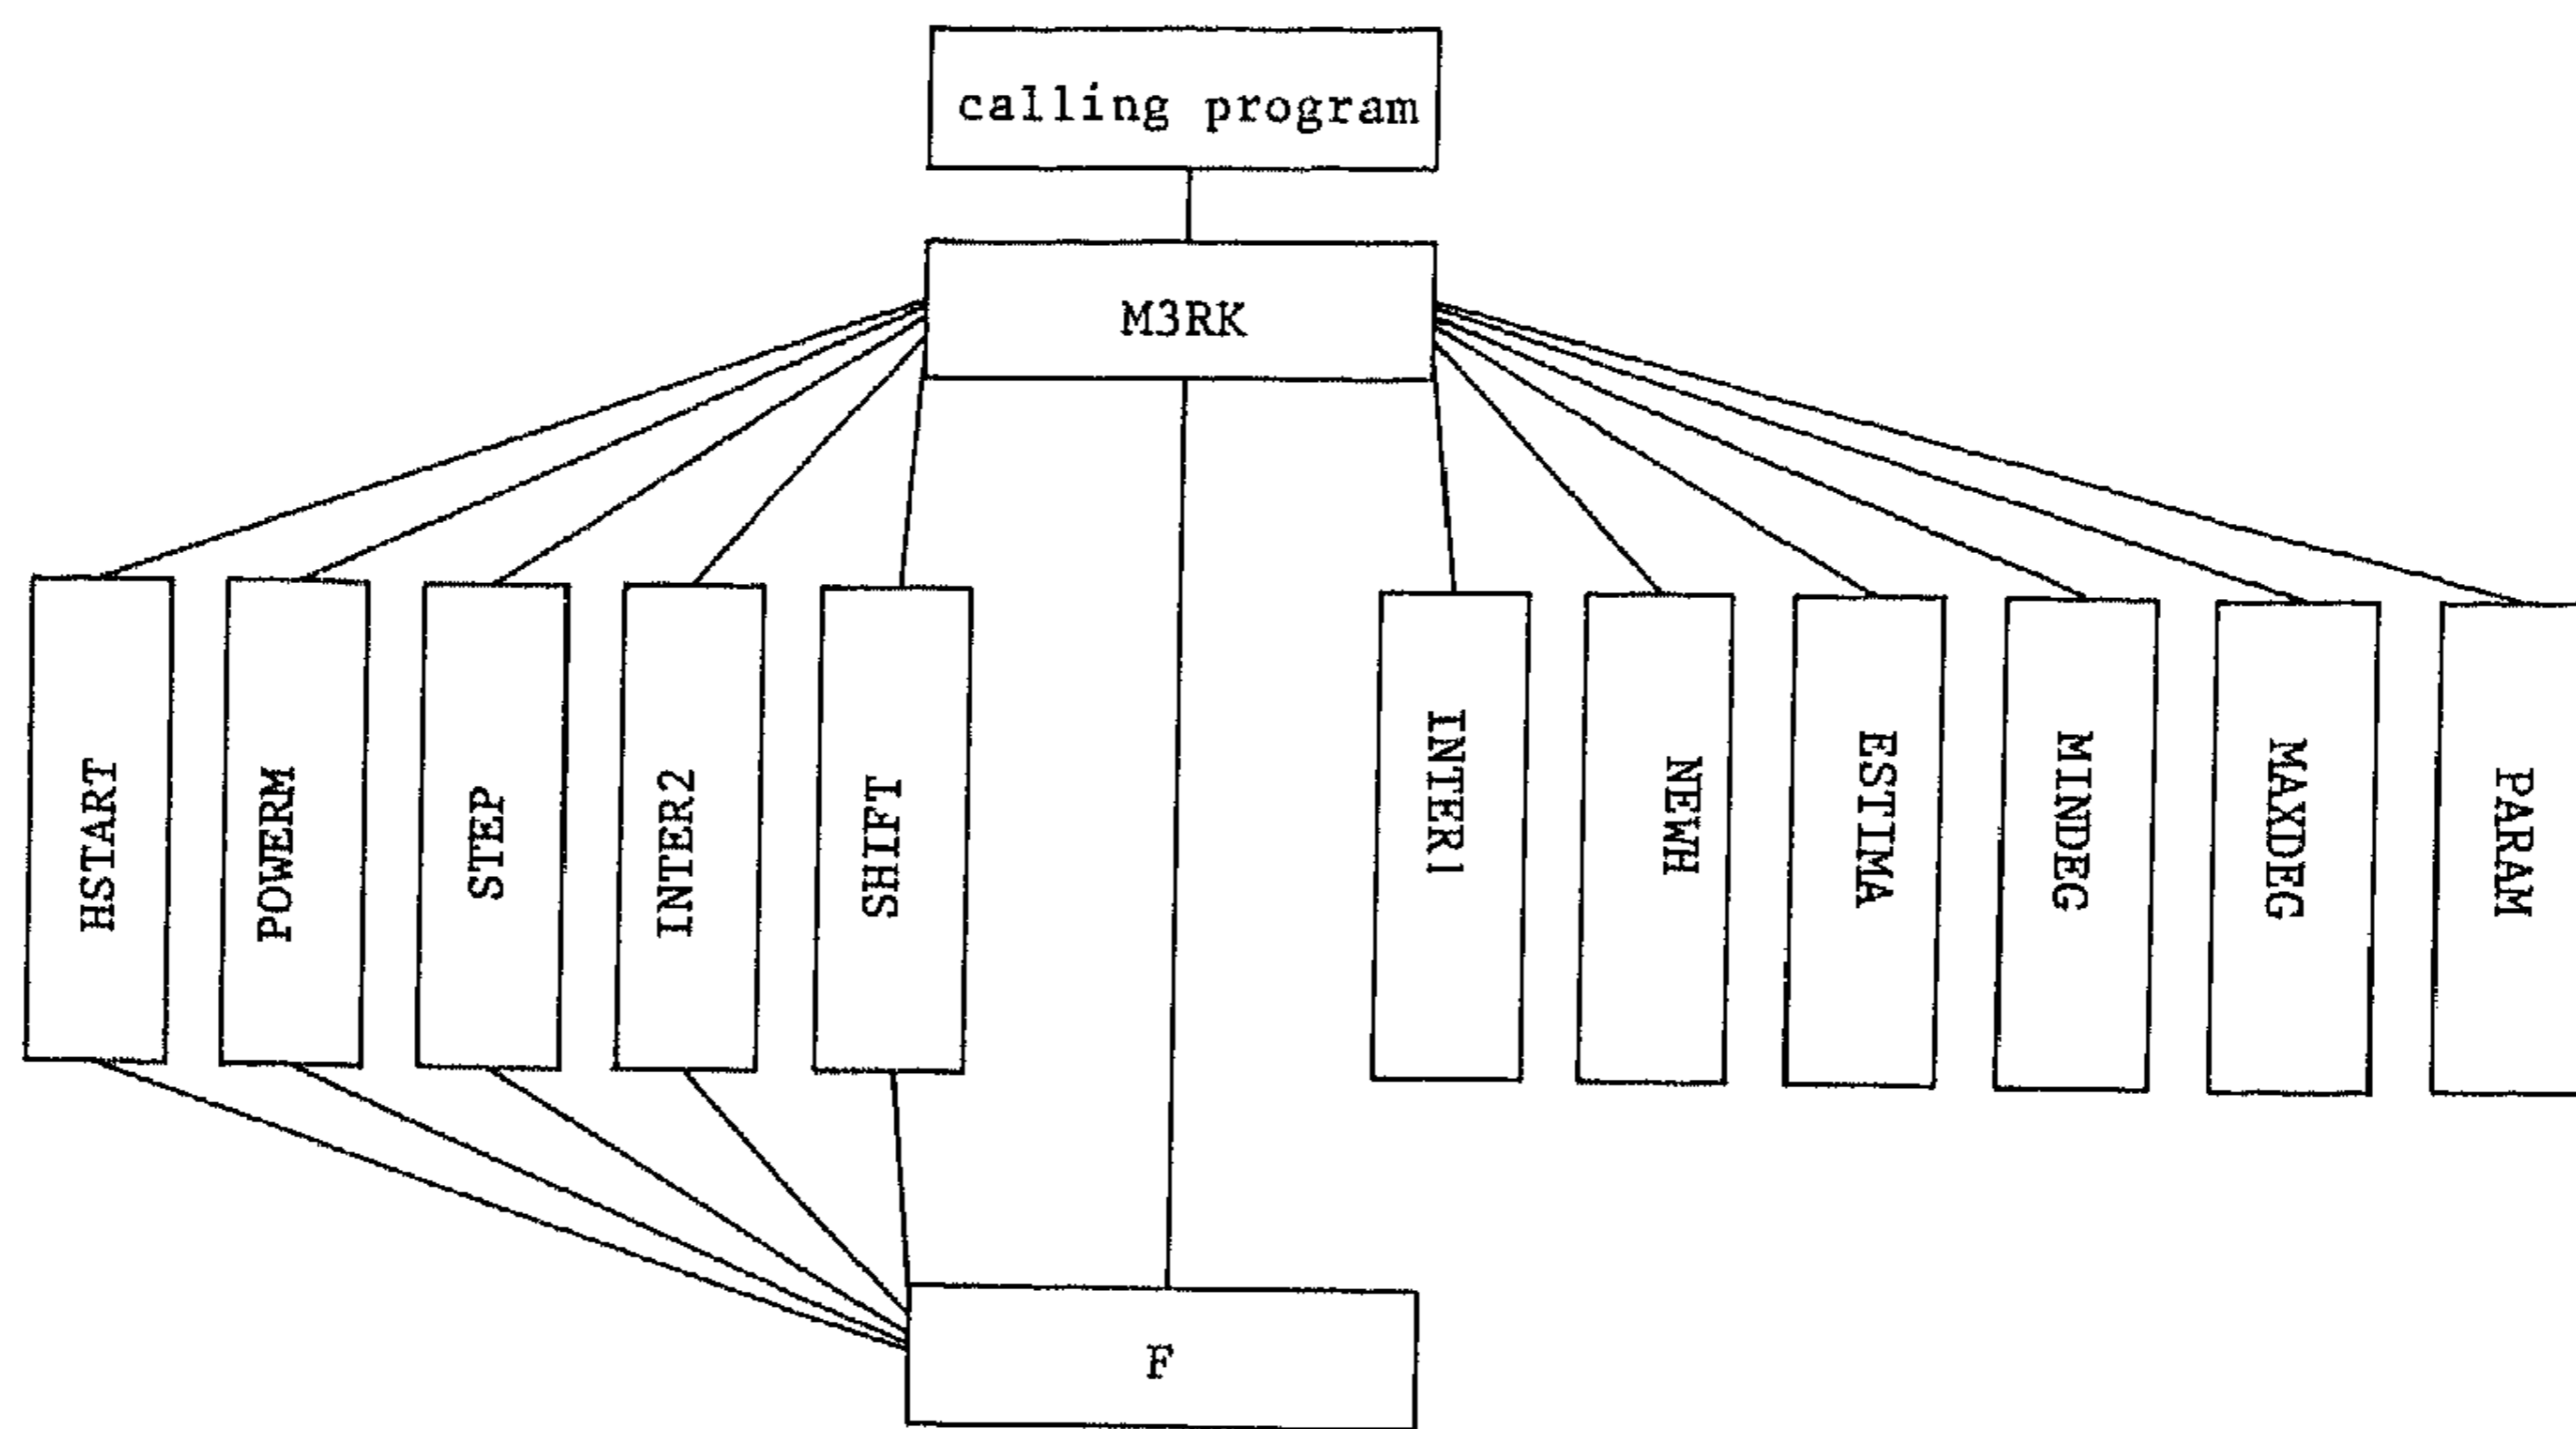 calling program
M3RK
HSTART
POWERM
STEP
INTER2
SHIFT
INTER1
NEWH
ESTIMA
MINDEG
MAXDEG
PARAM
F